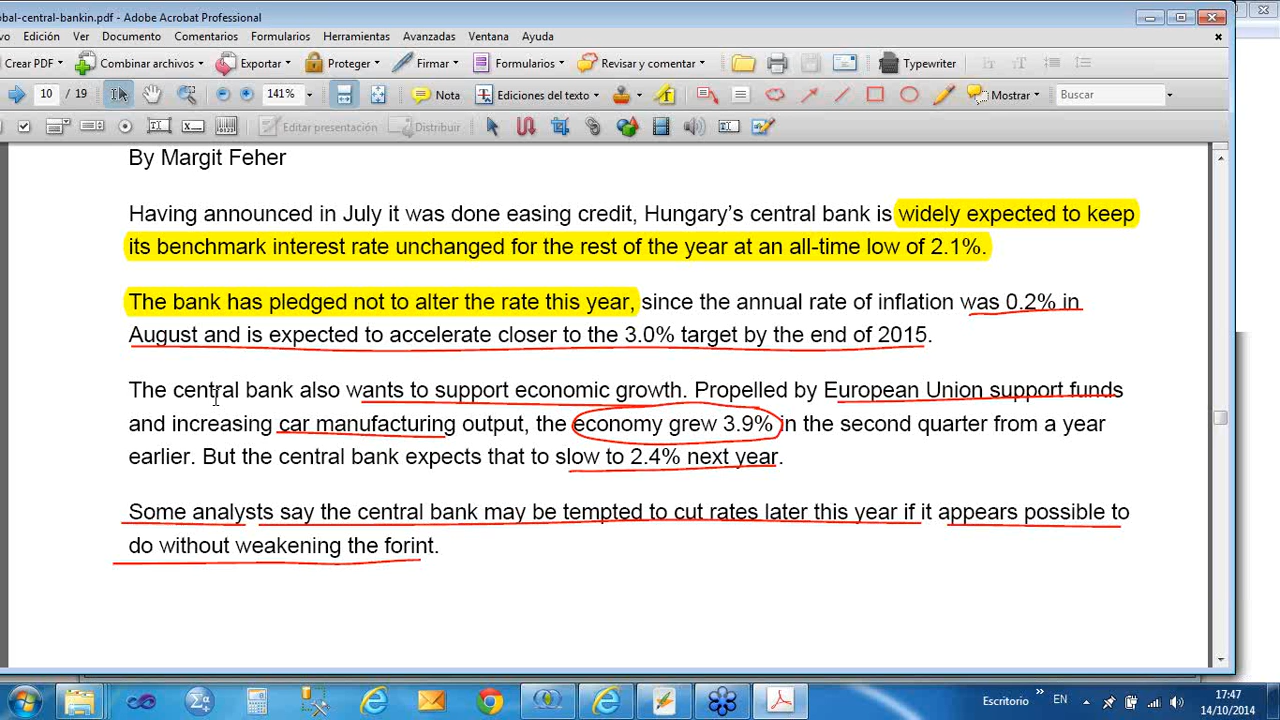 obal-central-bankin.pdf - Adobe Acrobat Professional
vo Edición Ver Documento Comentarios Formularios Herramientas Avanzadas Ventana Ayuda
Crear PDF Combinar archivos Exportar Proteger Firmar Formularios Revisar y comentar Typewriter
10 / 19 141% Nota Ediciones del texto Mostrar Buscar
Editar presentación Distribuir
By Margit Feher
Having announced in July it was done easing credit, Hungary’s central bank is widely expected to keep
its benchmark interest rate unchanged for the rest of the year at an all-time low of 2.1%.
The bank has pledged not to alter the rate this year, since the annual rate of inflation was 0.2% in
August and is expected to accelerate closer to the 3.0% target by the end of 2015.
The central bank also wants to support economic growth. Propelled by European Union support funds
and increasing car manufacturing output, the economy grew 3.9% in the second quarter from a year
earlier. But the central bank expects that to slow to 2.4% next year.
Some analysts say the central bank may be tempted to cut rates later this year if it appears possible to
do without weakening the forint.
Escritorio » EN 17:47
14/10/2014